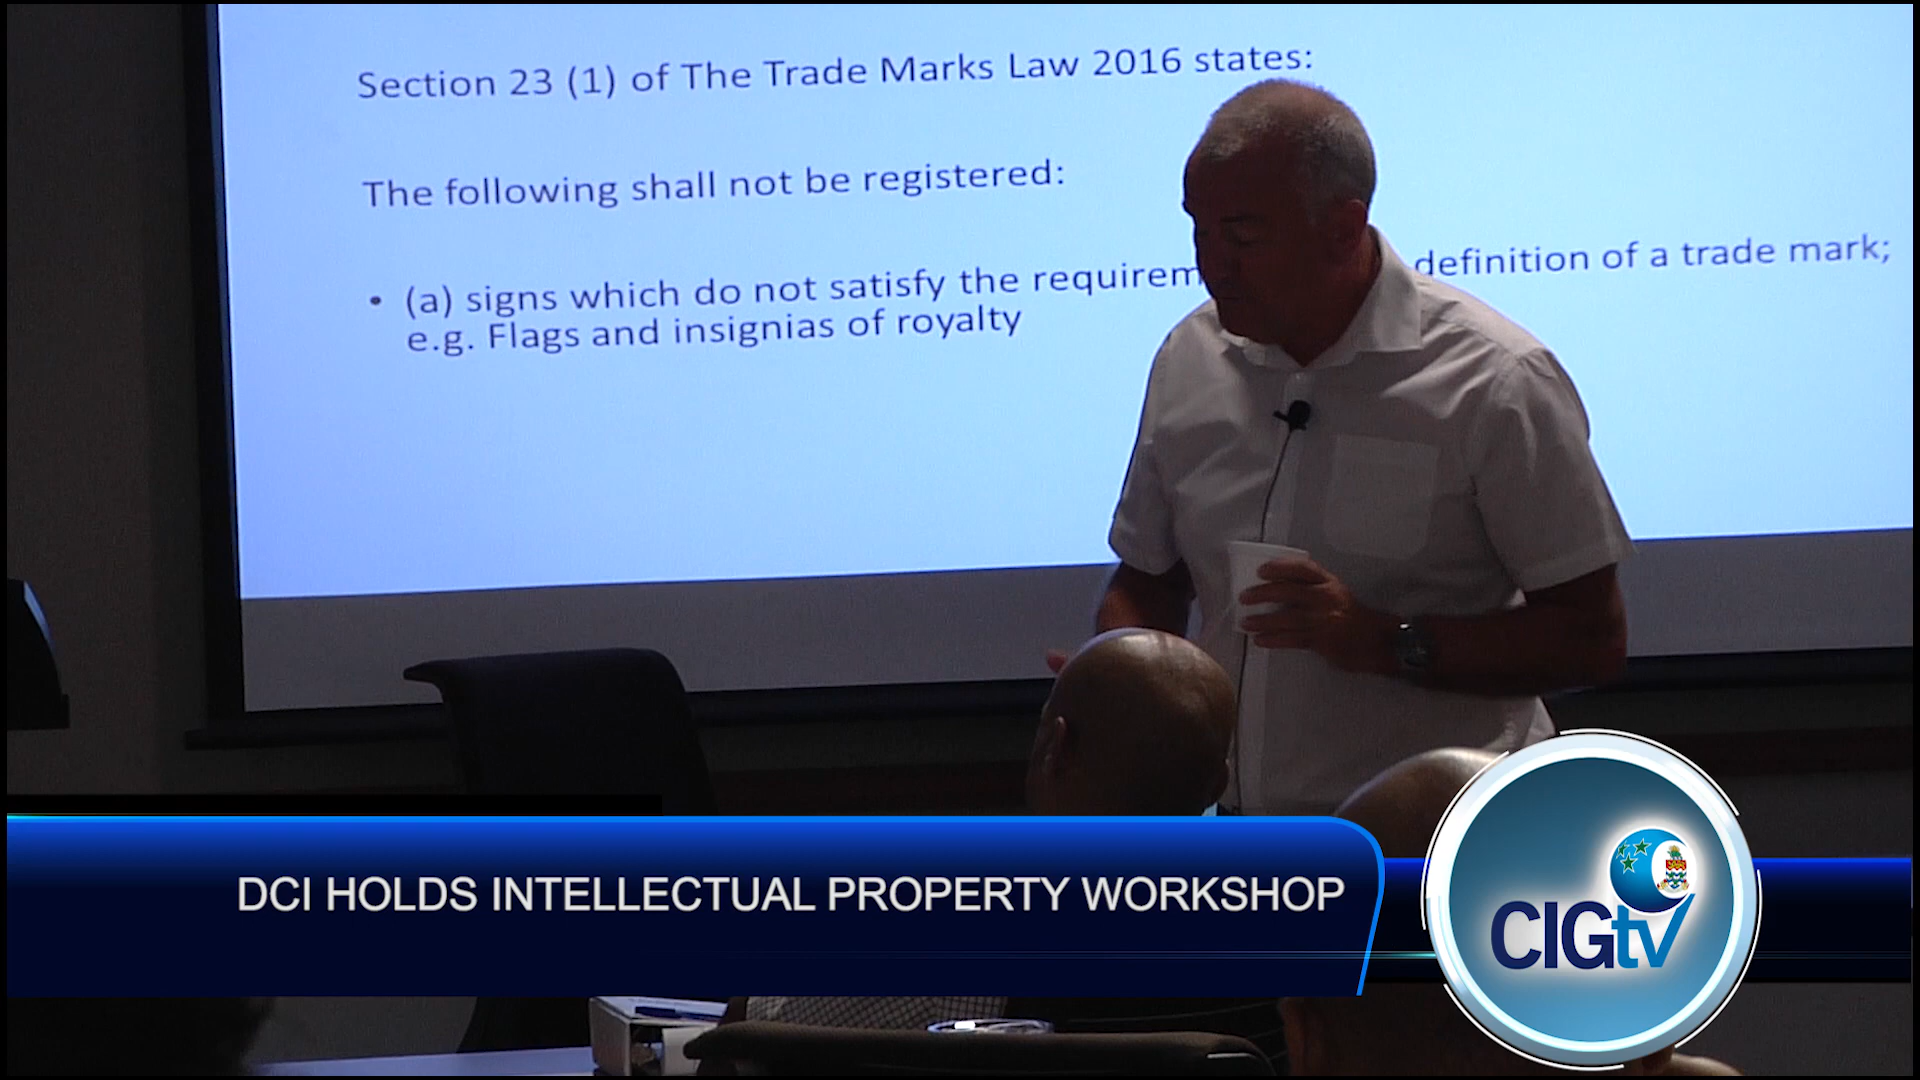 Section 23 (1) of The Trade Marks Law 2016 states:
The following shall not be registered:
• (a) signs which do not satisfy the requirem definition of a trade mark;
e.g. Flags and insignias of royalty
DCI HOLDS INTELLECTUAL PROPERTY WORKSHOP
CIGtv